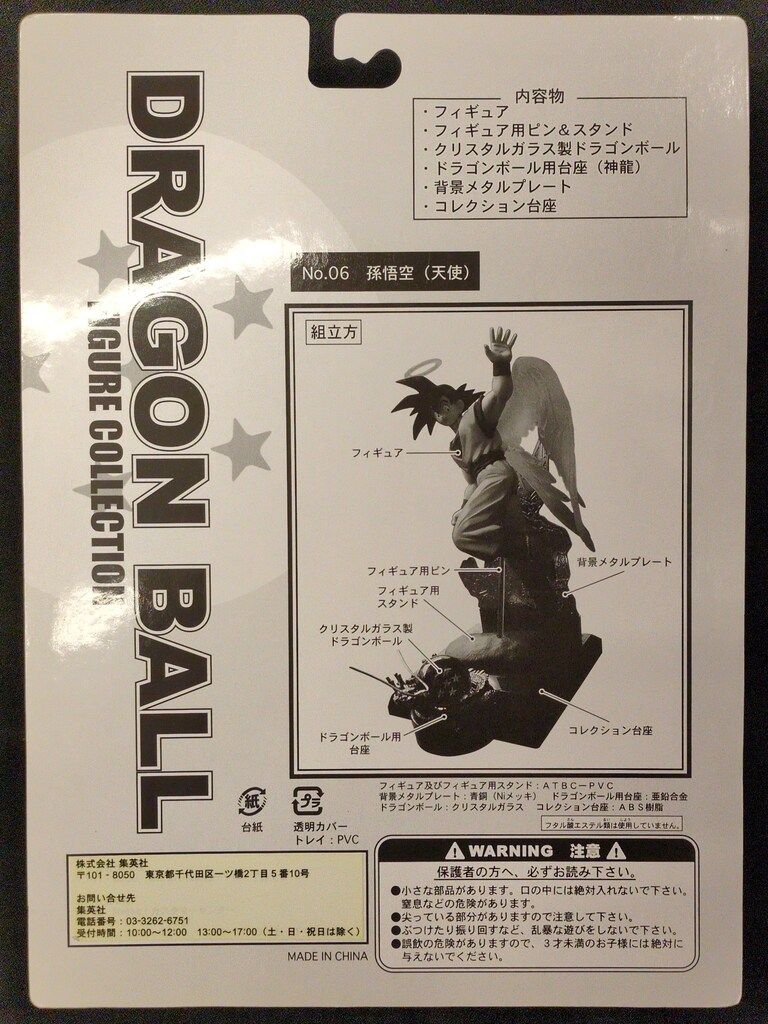 DRAGON BALL
FIGURE COLLECTION
内容物
・フィギュア
・フィギュア用ピン＆スタンド
・クリスタルガラス製ドラゴンボール
・ドラゴンボール用台座（神龍）
・背景メタルプレート
・コレクション台座
No.06 孫悟空（天使）
組立方
フィギュア
フィギュア用ピン
背景メタルプレート
フィギュア用
スタンド
クリスタルガラス製
ドラゴンボール
ドラゴンボール用
台座
コレクション台座
フィギュア及びフィギュア用スタンド：ATBC－PVC
背景メタルプレート：青銅（Niメッキ） ドラゴンボール用台座：亜鉛合金
ドラゴンボール：クリスタルガラス コレクション台座：ABS樹脂
フタル酸エステル類は使用していません。
紙
台紙
プラ
透明カバー
トレイ：PVC
株式会社 集英社
〒101－8050 東京都千代田区一ツ橋2丁目5番10号
お問い合せ先
集英社
電話番号：03-3262-6751
受付時間：10:00～12:00 13:00～17:00（土・日・祝日は除く）
MADE IN CHINA
WARNING 注意
保護者の方へ、必ずお読み下さい。
●小さな部品があります。口の中には絶対入れないで下さい。
窒息などの危険があります。
●尖っている部分がありますので注意して下さい。
●ぶつけたり振り回すなど、乱暴な遊びをしないで下さい。
●誤飲の危険がありますので、3才未満のお子様には絶対に
与えないでください。